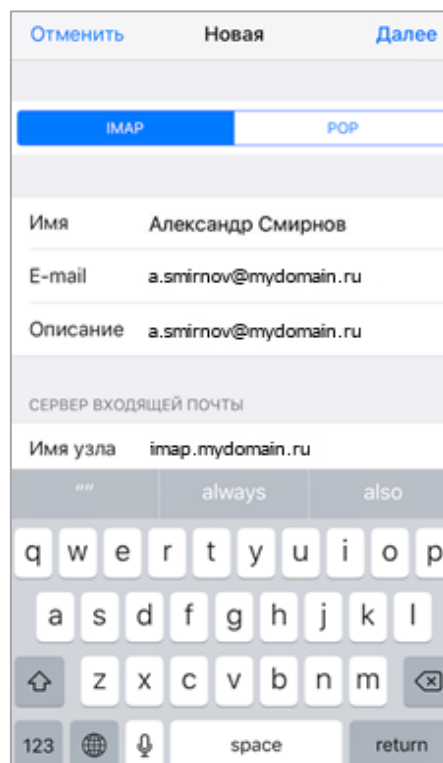 Отменить Новая Далее
IMAP POP
Имя Александр Смирнов
E-mail a.smirnov@mydomain.ru
Описание a.smirnov@mydomain.ru
СЕРВЕР ВХОДЯЩЕЙ ПОЧТЫ
Имя узла imap.mydomain.ru
"" always also
q w e r t y u i o p
a s d f g h j k l
z x c v b n m
123 space return